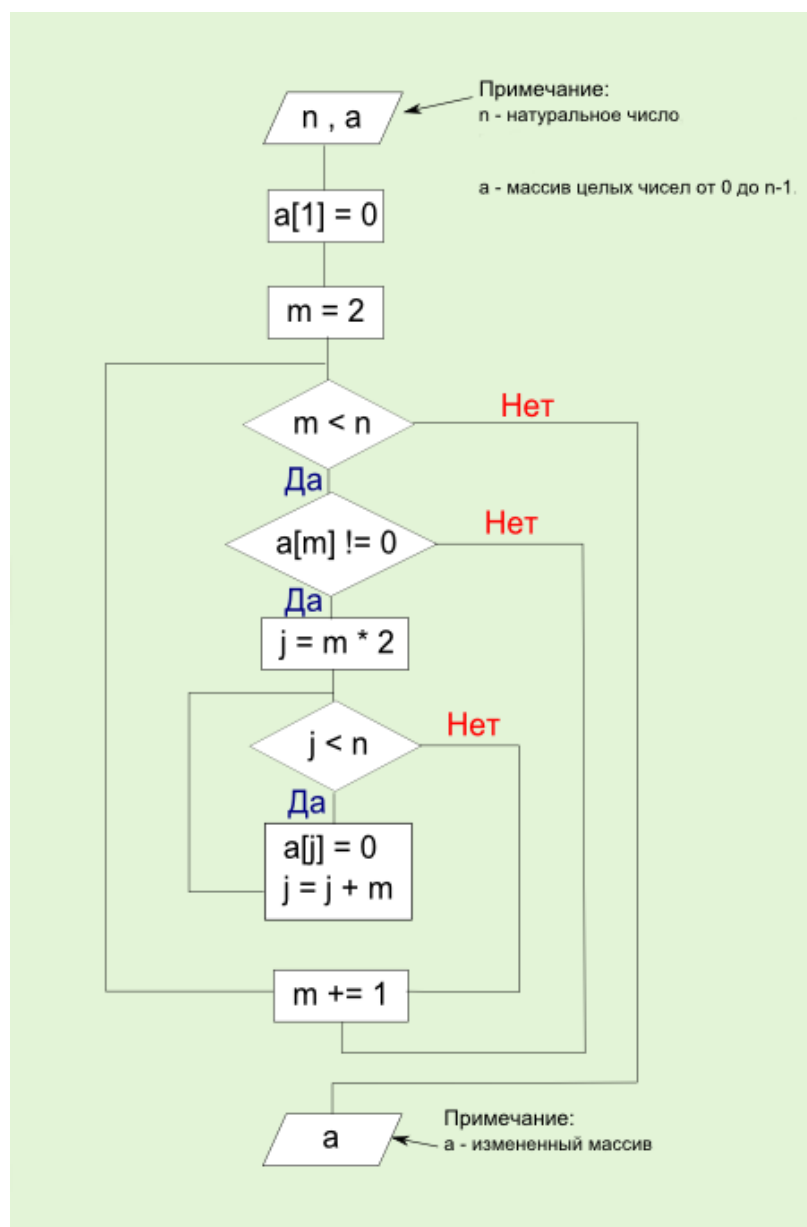 n , a
Примечание:
n - натуральное число
a - массив целых чисел от 0 до n-1.
a[1] = 0
m = 2
m < n
Нет
Да
a[m] != 0
Нет
Да
j = m * 2
j < n
Нет
Да
a[j] = 0
j = j + m
m += 1
a
Примечание:
a - измененный массив